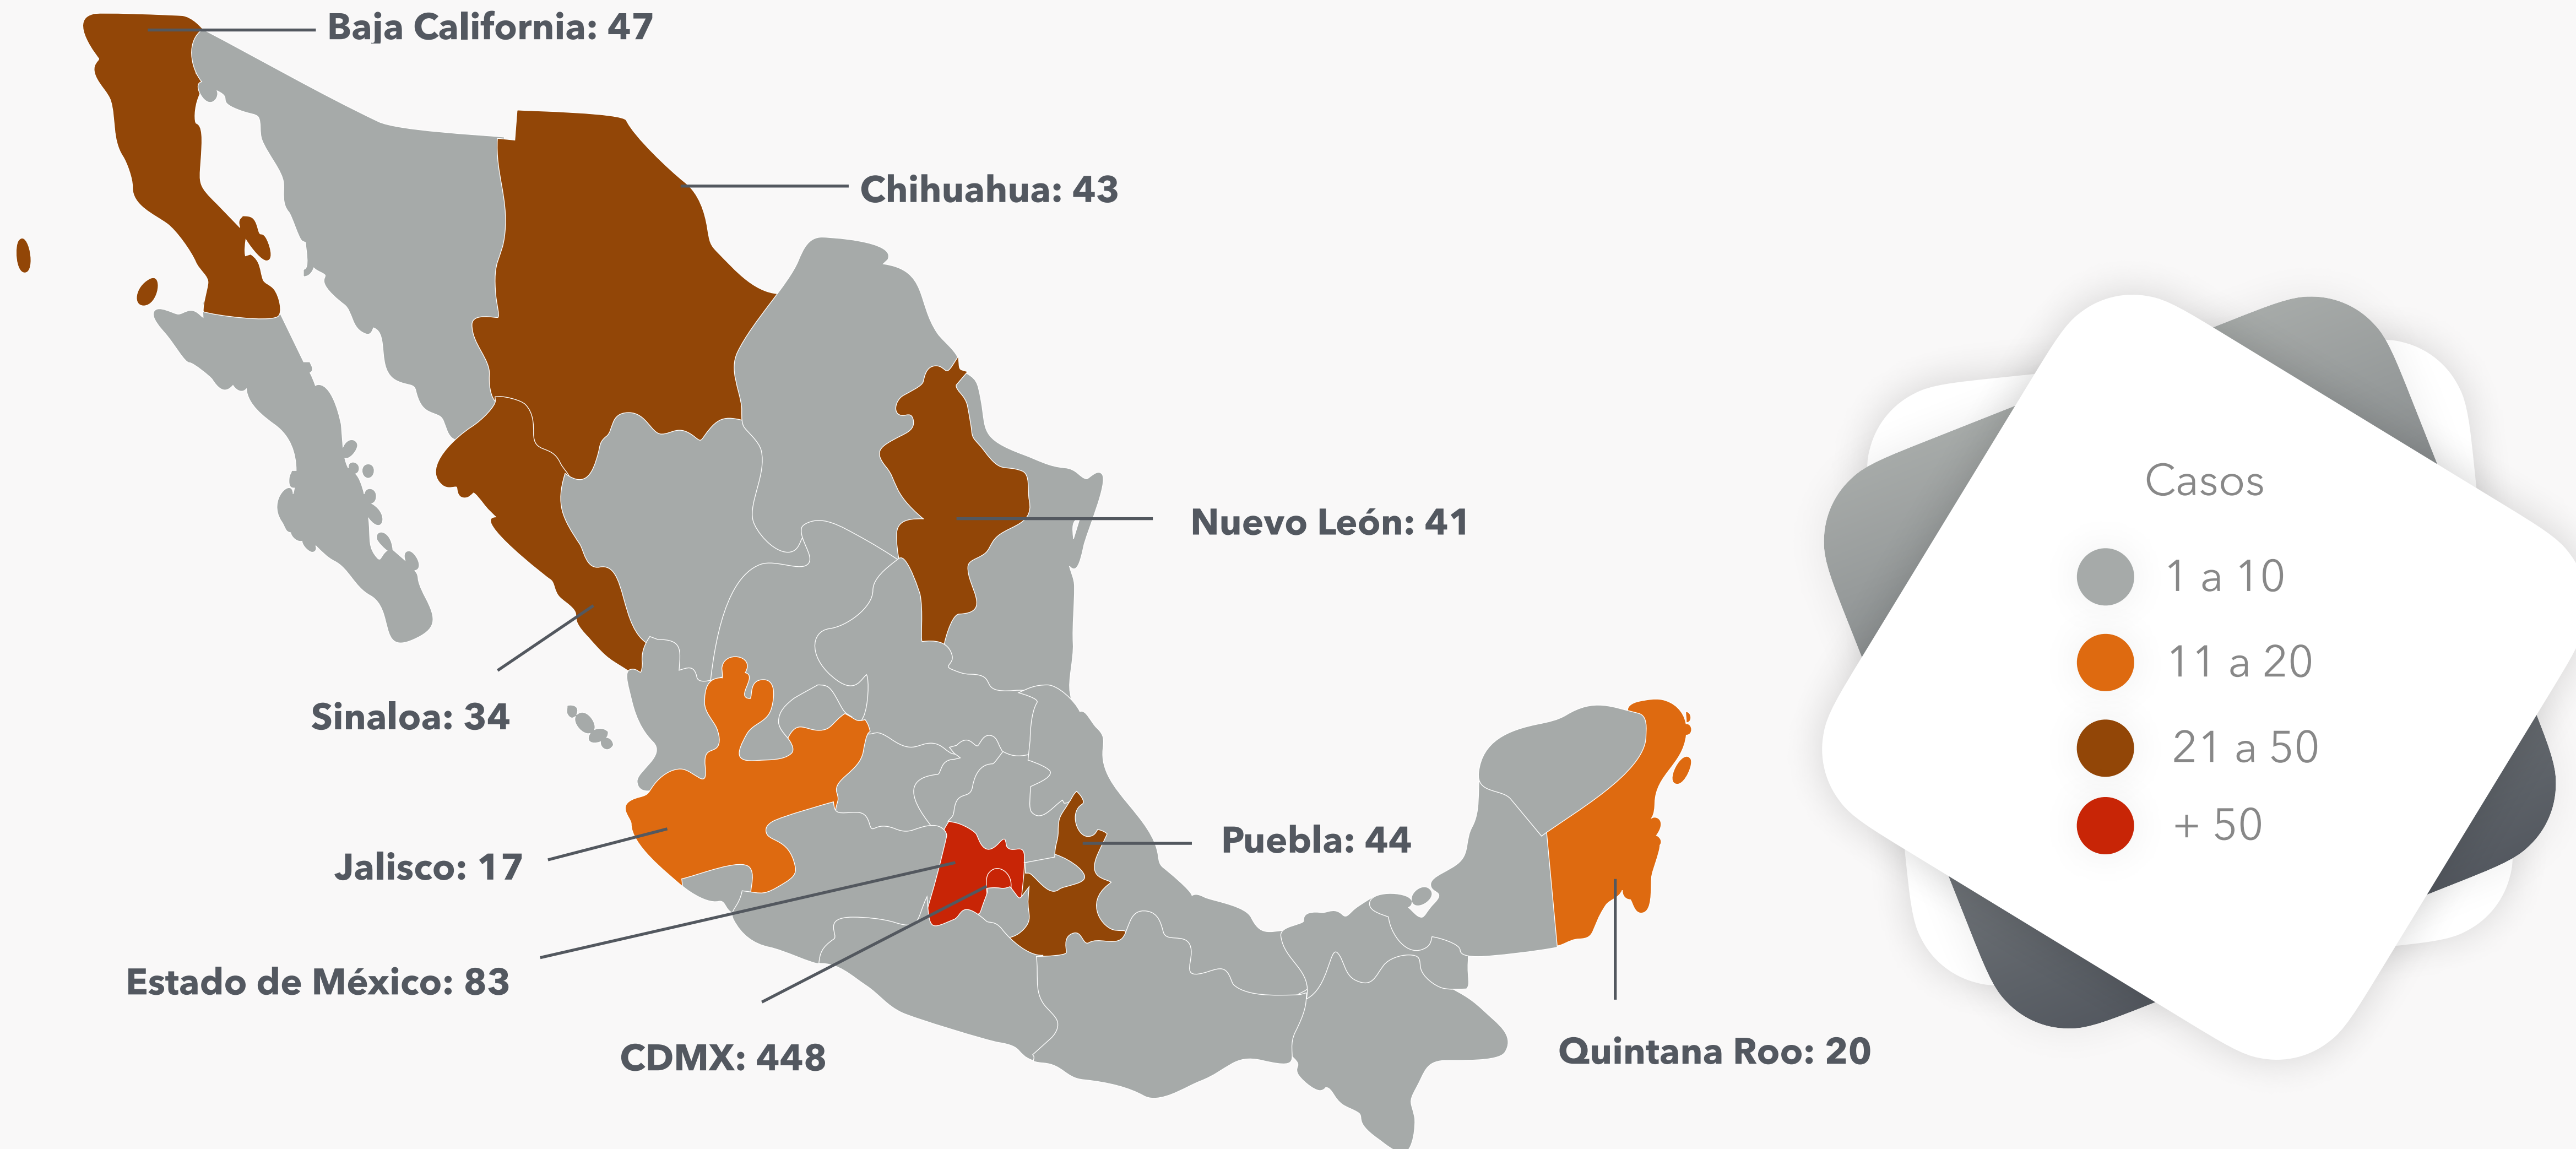 Baja California: 47
Chihuahua: 43
Nuevo León: 41
Sinaloa: 34
Jalisco: 17
Puebla: 44
Estado de México: 83
CDMX: 448
Quintana Roo: 20
Casos
1 a 10
11 a 20
21 a 50
+ 50